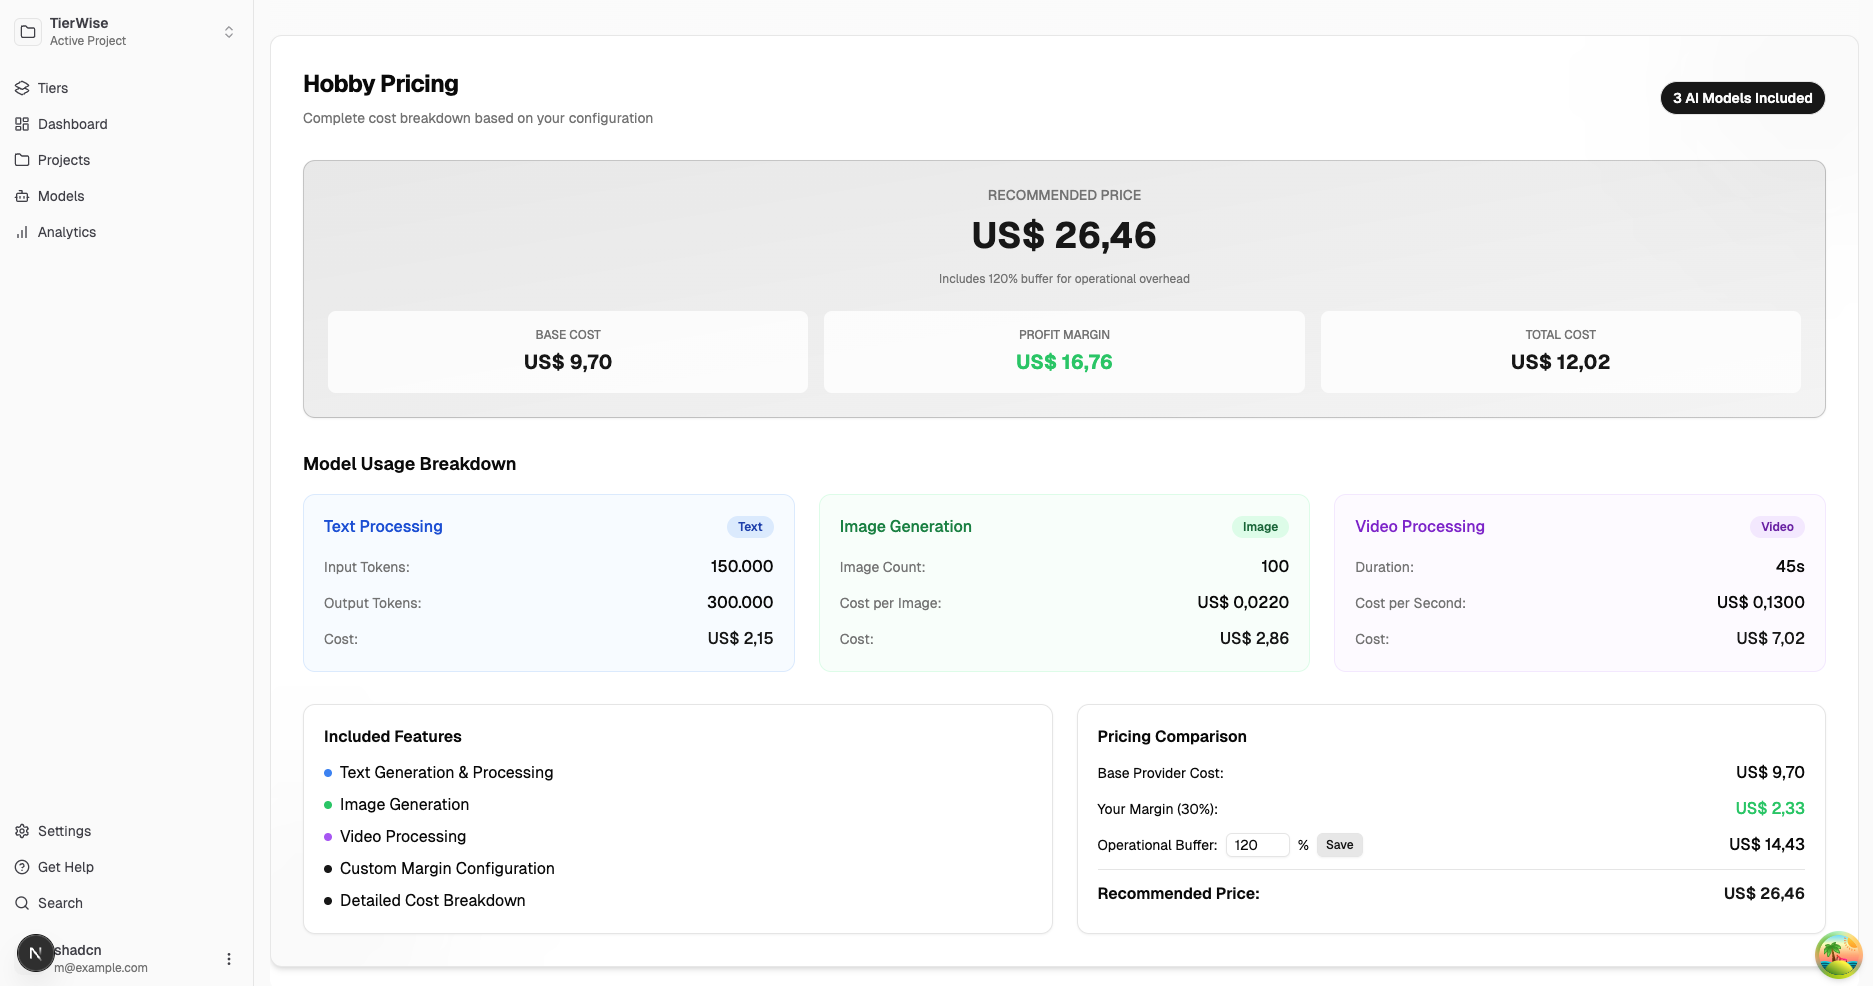 TierWise
Active Project
Tiers
Dashboard
Projects
Models
Analytics
Settings
Get Help
Search
N
shadcn
m@example.com
Hobby Pricing
Complete cost breakdown based on your configuration
3 AI Models Included
RECOMMENDED PRICE
US$ 26,46
Includes 120% buffer for operational overhead
BASE COST
US$ 9,70
PROFIT MARGIN
US$ 16,76
TOTAL COST
US$ 12,02
Model Usage Breakdown
Text Processing Text
Input Tokens: 150.000
Output Tokens: 300.000
Cost: US$ 2,15
Image Generation Image
Image Count: 100
Cost per Image: US$ 0,0220
Cost: US$ 2,86
Video Processing Video
Duration: 45s
Cost per Second: US$ 0,1300
Cost: US$ 7,02
Included Features
Text Generation & Processing
Image Generation
Video Processing
Custom Margin Configuration
Detailed Cost Breakdown
Pricing Comparison
Base Provider Cost: US$ 9,70
Your Margin (30%): US$ 2,33
Operational Buffer: 120 % Save US$ 14,43
Recommended Price: US$ 26,46